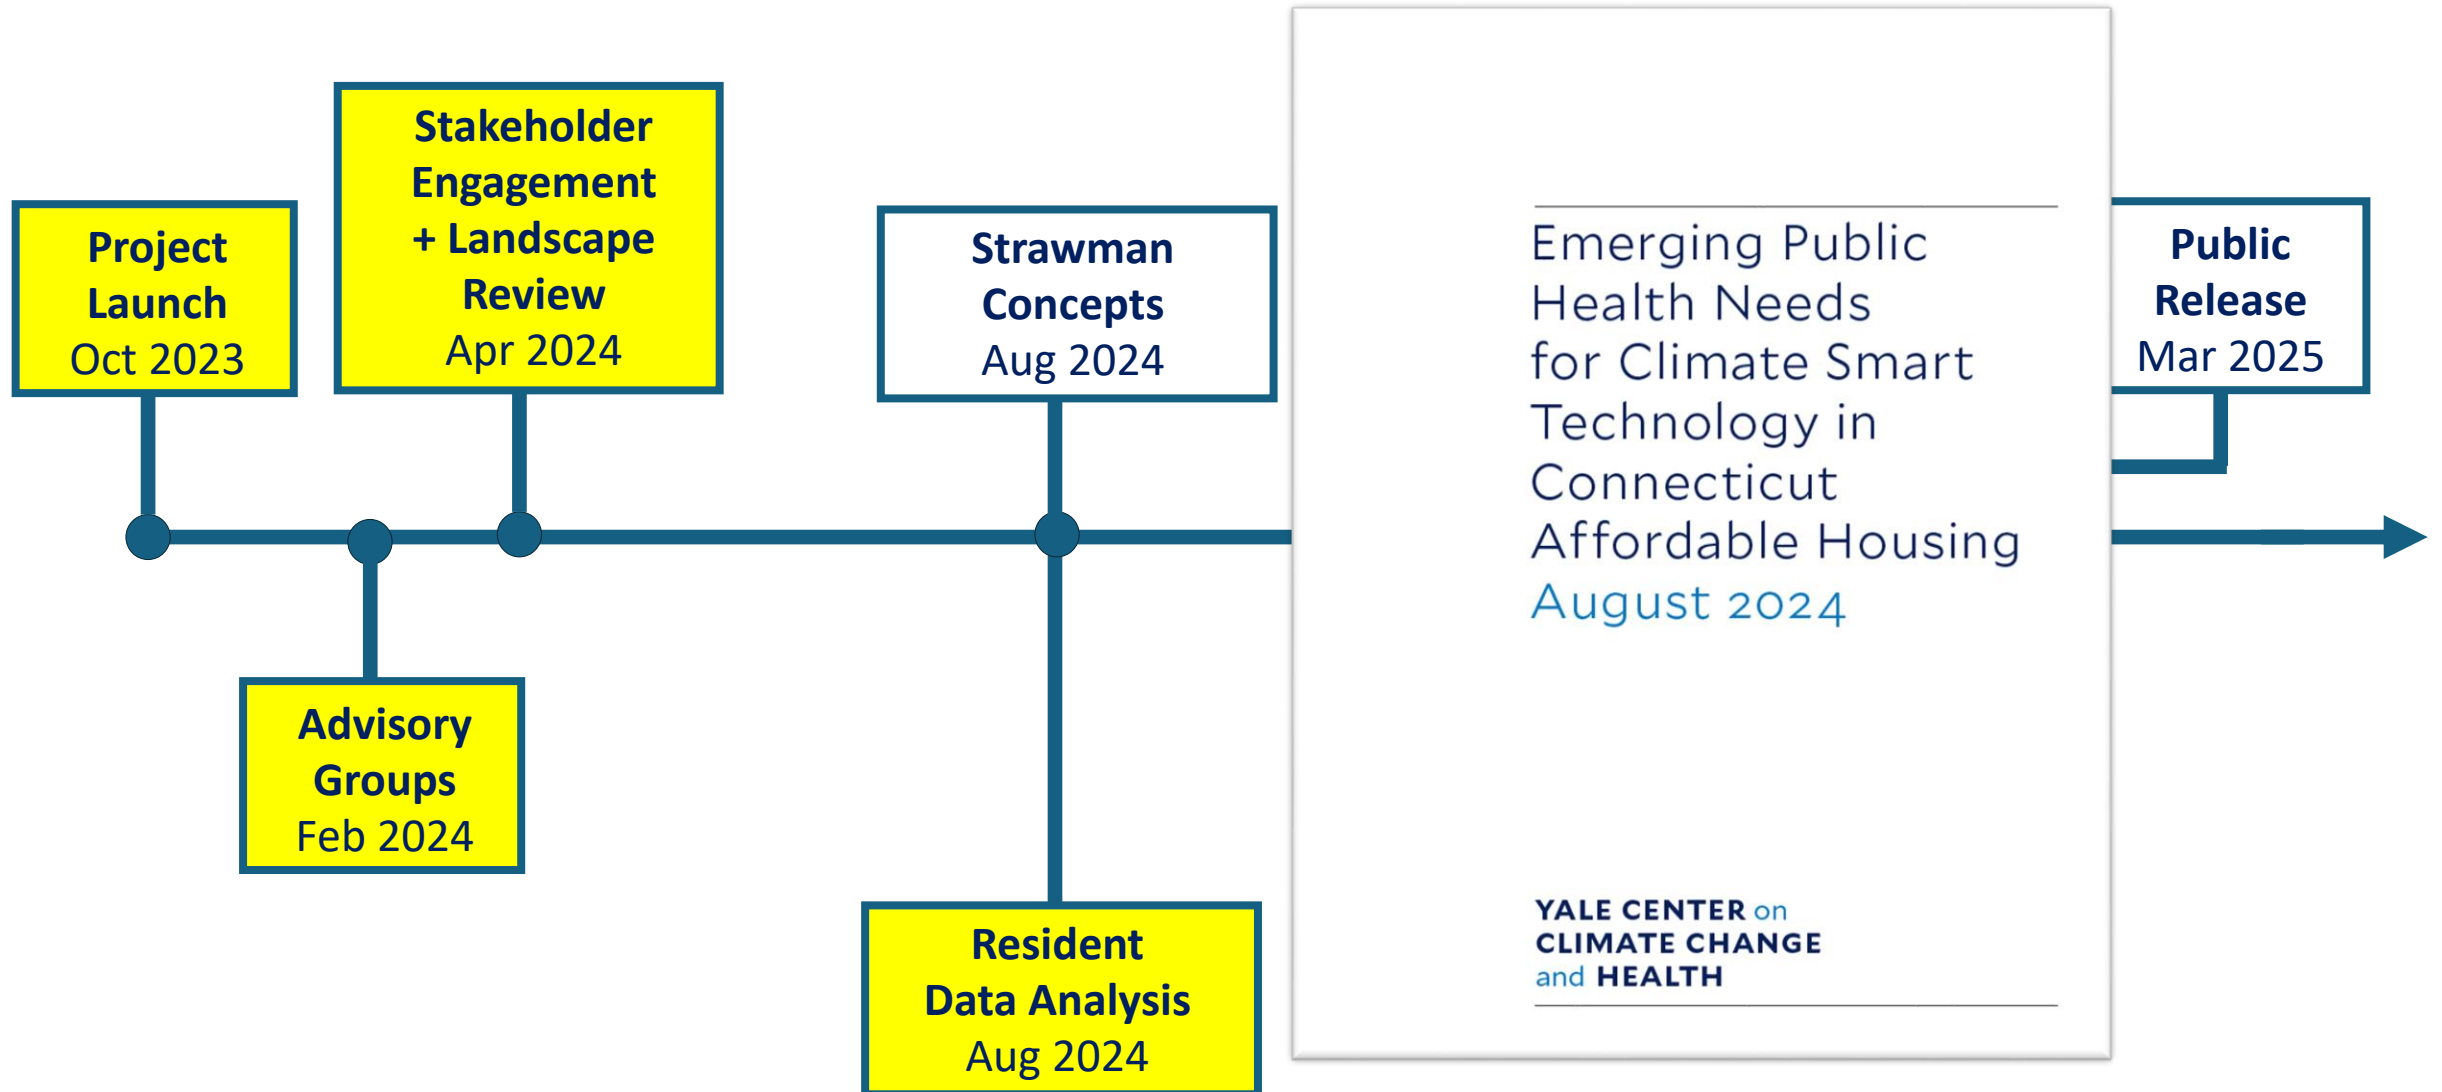 Project
Launch
Oct 2023
Stakeholder
Engagement
+ Landscape
Review
Apr 2024
Strawman
Concepts
Aug 2024
Public
Release
Mar 2025
Advisory
Groups
Feb 2024
Resident
Data Analysis
Aug 2024
Emerging Public
Health Needs
for Climate Smart
Technology in
Connecticut
Affordable Housing
August 2024
YALE CENTER on
CLIMATE CHANGE
and HEALTH